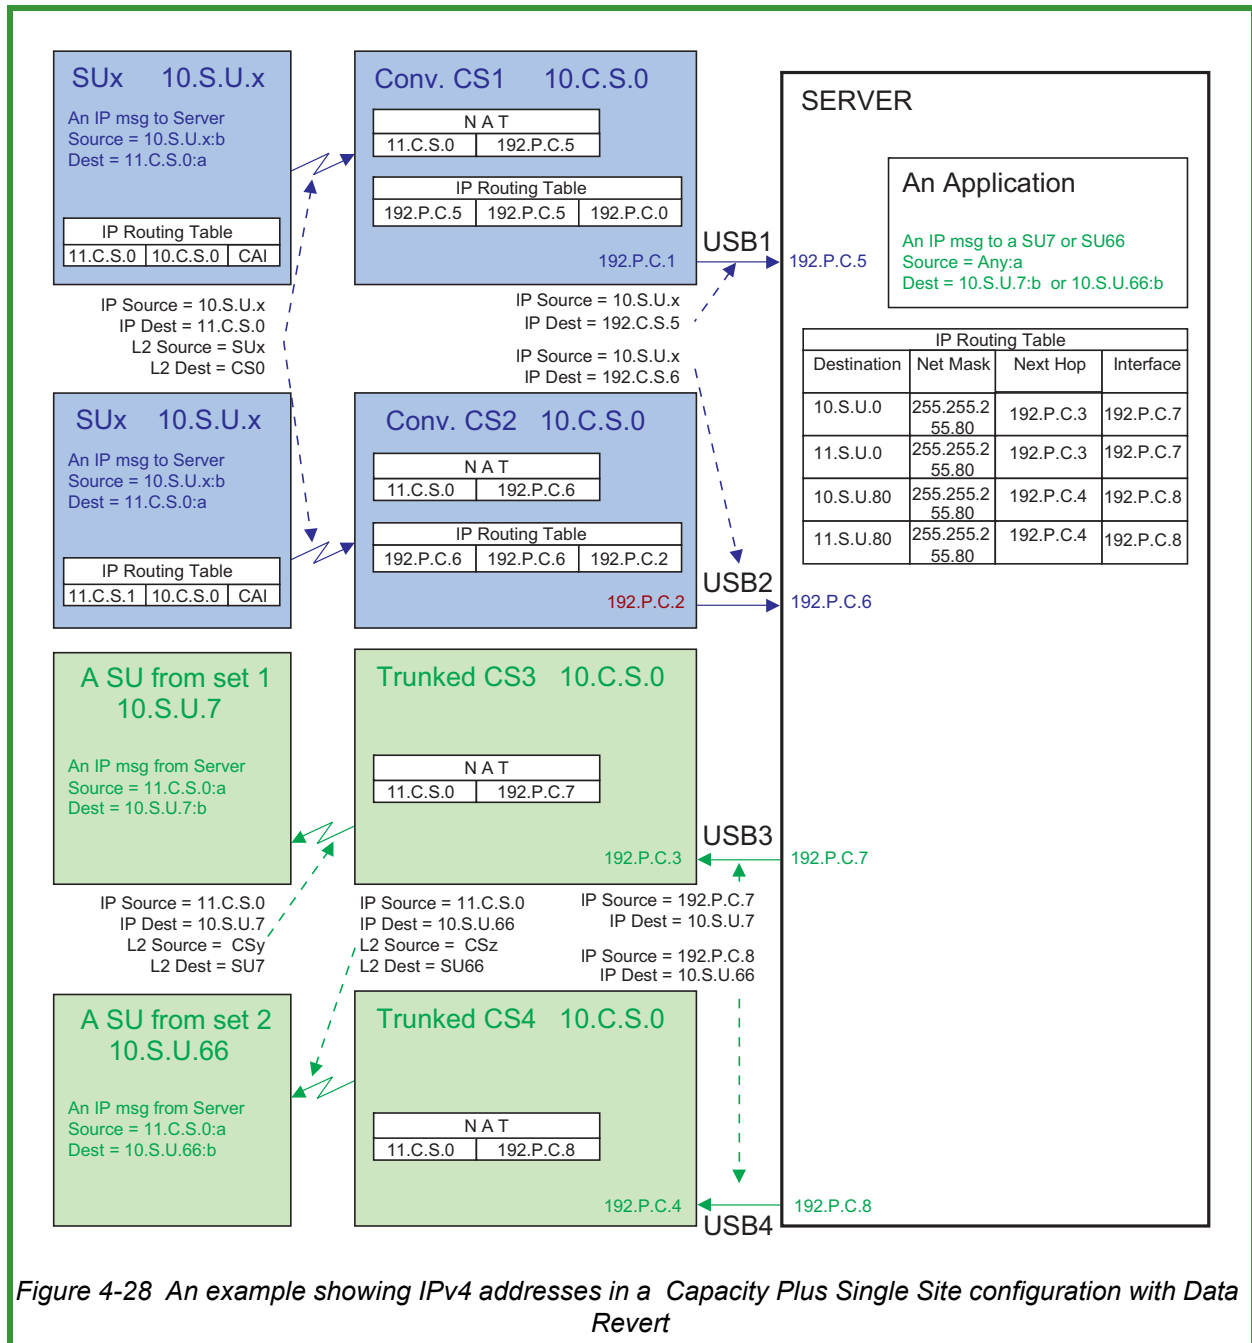 SUx 10.S.U.x
An IP msg to Server
Source = 10.S.U.x:b
Dest = 11.C.S.0:a
IP Routing Table
11.C.S.0 10.C.S.0 CAI
Conv. CS1 10.C.S.0
N A T
11.C.S.0 192.P.C.5
IP Routing Table
192.P.C.5 192.P.C.5 192.P.C.0
192.P.C.1
USB1
192.P.C.5
IP Source = 10.S.U.x
IP Dest = 11.C.S.0
L2 Source = SUx
L2 Dest = CS0
IP Source = 10.S.U.x
IP Dest = 192.C.S.5
IP Source = 10.S.U.x
IP Dest = 192.C.S.6
SUx 10.S.U.x
An IP msg to Server
Source = 10.S.U.x:b
Dest = 11.C.S.0:a
IP Routing Table
11.C.S.1 10.C.S.0 CAI
Conv. CS2 10.C.S.0
N A T
11.C.S.0 192.P.C.6
IP Routing Table
192.P.C.6 192.P.C.6 192.P.C.2
192.P.C.2
USB2
192.P.C.6
SERVER
An Application
An IP msg to a SU7 or SU66
Source = Any:a
Dest = 10.S.U.7:b or 10.S.U.66:b
IP Routing Table
Destination Net Mask Next Hop Interface
10.S.U.0 255.255.2 192.P.C.3 192.P.C.7
55.80
11.S.U.0 255.255.2 192.P.C.3 192.P.C.7
55.80
10.S.U.80 255.255.2 192.P.C.4 192.P.C.8
55.80
11.S.U.80 255.255.2 192.P.C.4 192.P.C.8
55.80
A SU from set 1
10.S.U.7
An IP msg from Server
Source = 11.C.S.0:a
Dest = 10.S.U.7:b
Trunked CS3 10.C.S.0
N A T
11.C.S.0 192.P.C.7
192.P.C.3
USB3
192.P.C.7
IP Source = 11.C.S.0
IP Dest = 10.S.U.7
L2 Source = CSy
L2 Dest = SU7
IP Source = 11.C.S.0
IP Dest = 10.S.U.66
L2 Source = CSz
L2 Dest = SU66
IP Source = 192.P.C.7
IP Dest = 10.S.U.7
IP Source = 192.P.C.8
IP Dest = 10.S.U.66
A SU from set 2
10.S.U.66
An IP msg from Server
Source = 11.C.S.0:a
Dest = 10.S.U.66:b
Trunked CS4 10.C.S.0
N A T
11.C.S.0 192.P.C.8
192.P.C.4
USB4
192.P.C.8
Figure 4-28 An example showing IPv4 addresses in a Capacity Plus Single Site configuration with Data
Revert